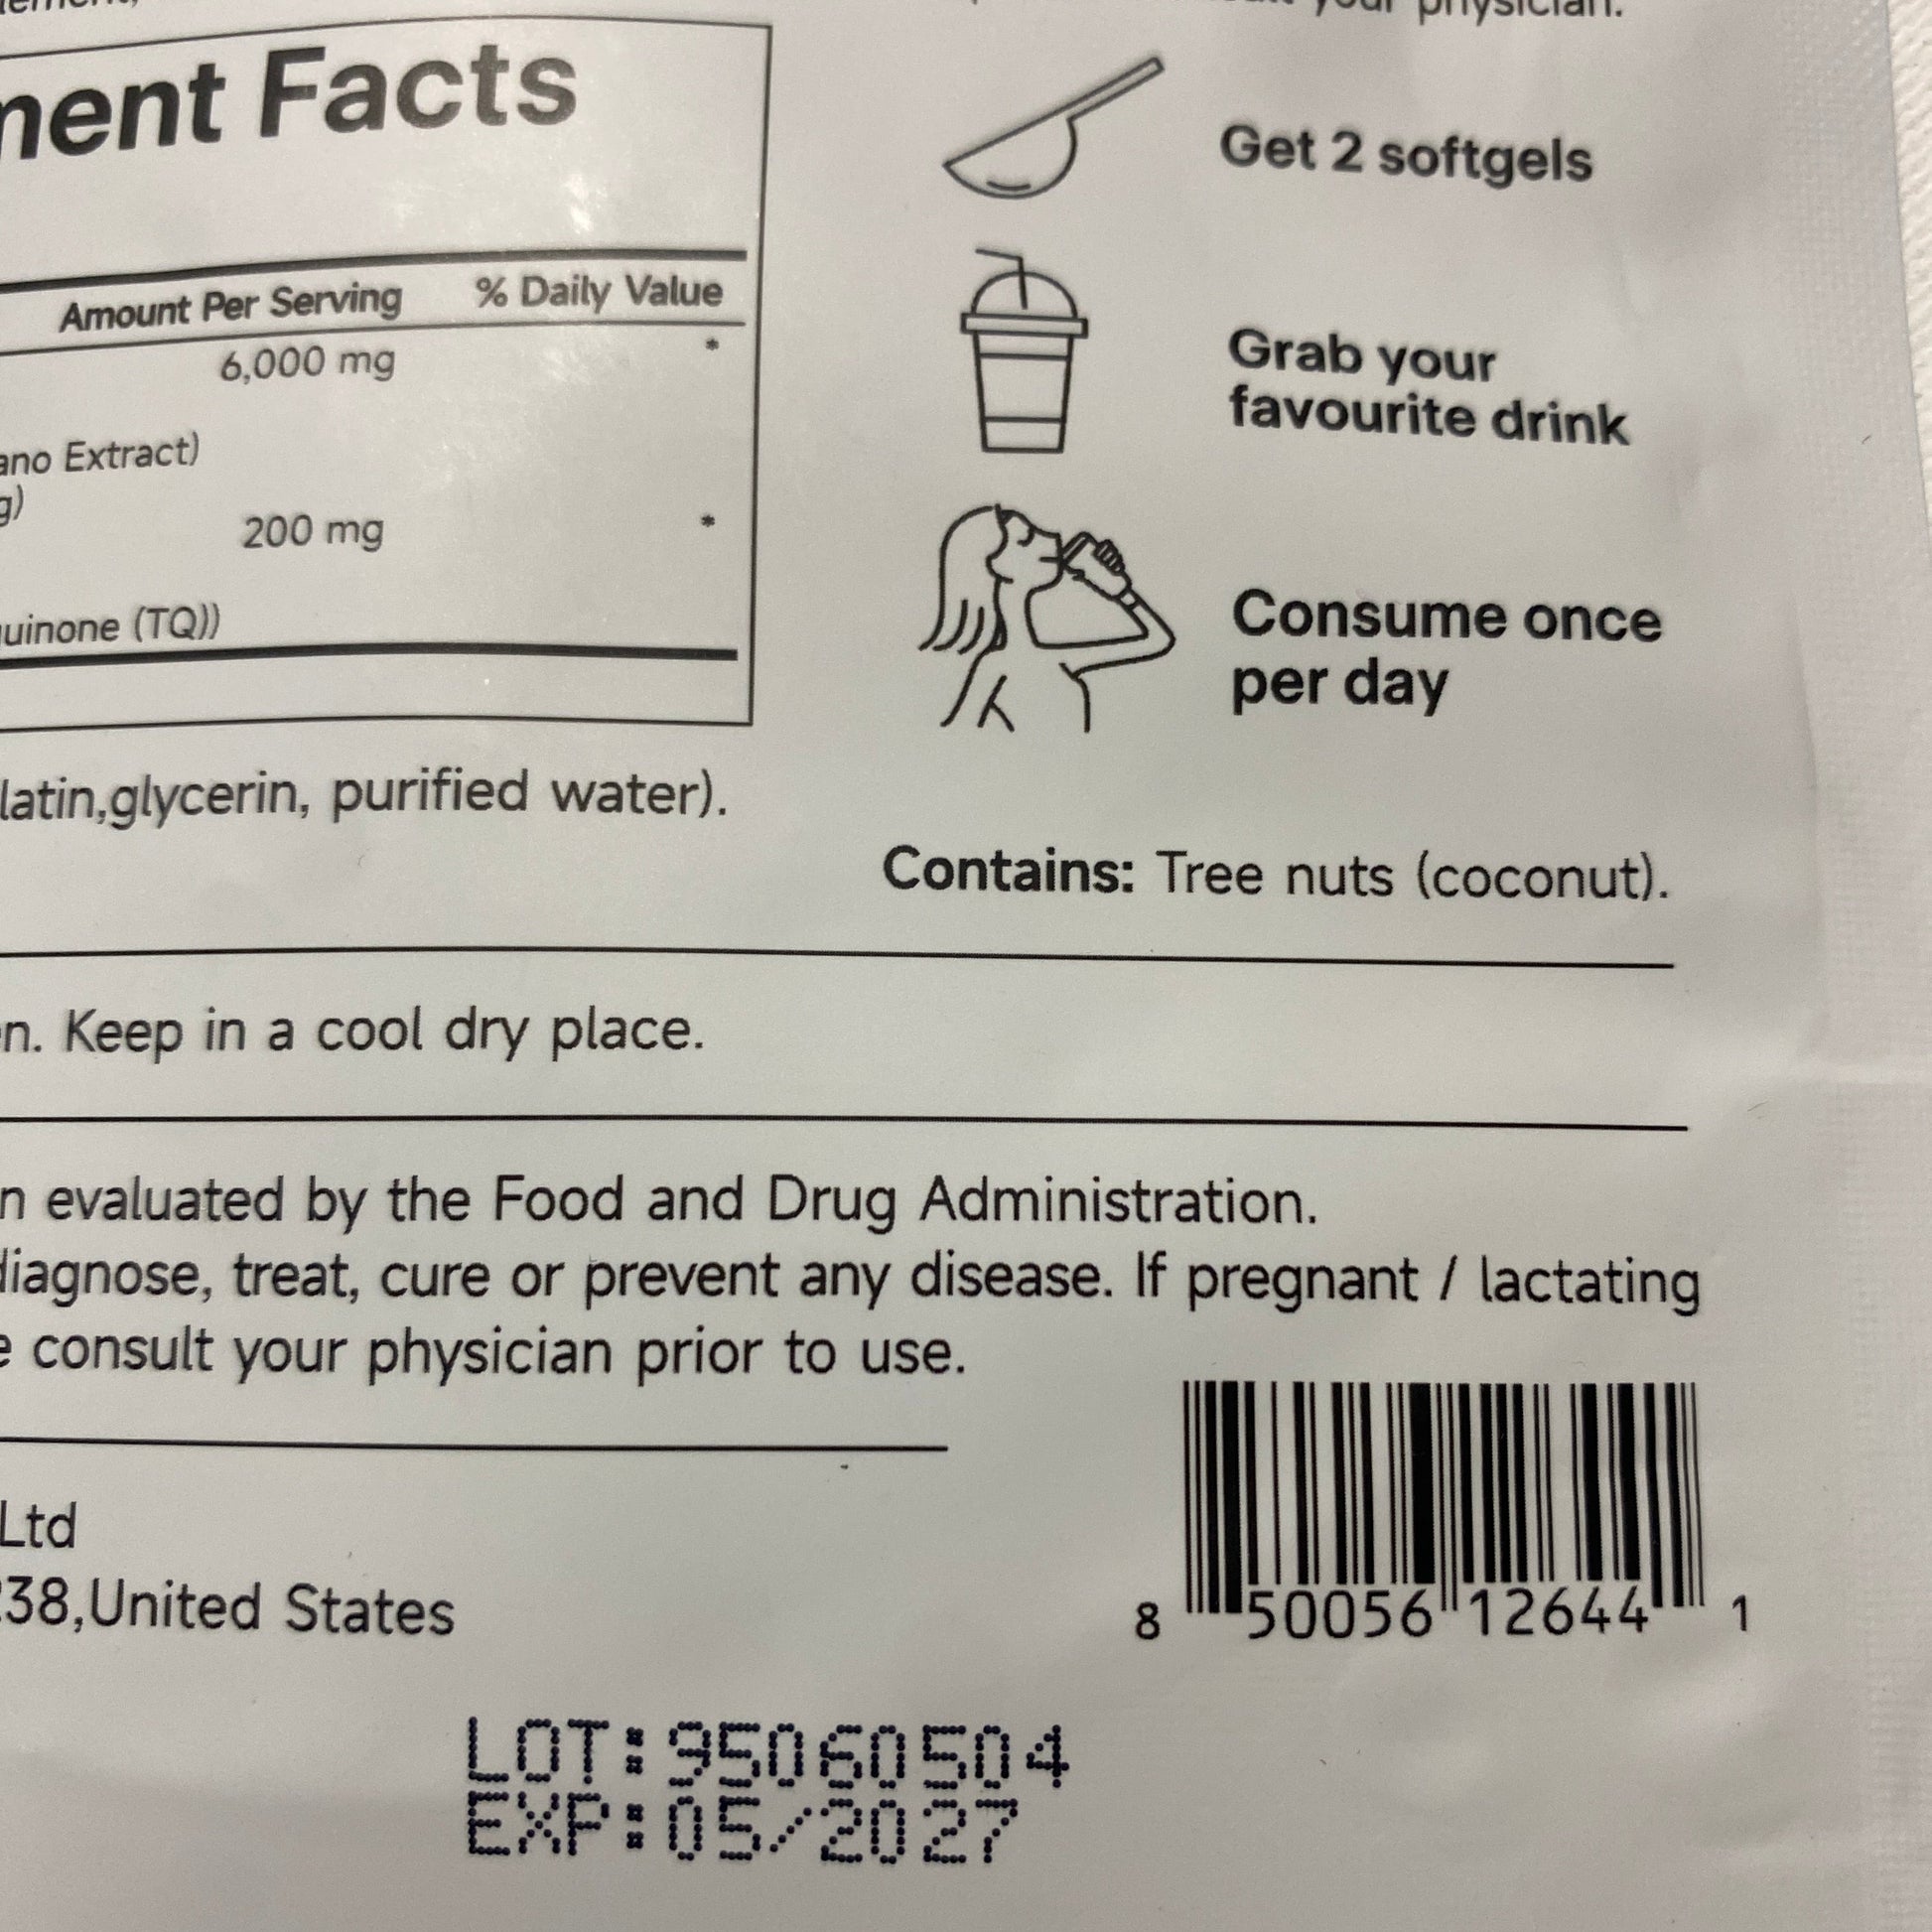 physician.
ment Facts
Amount Per Serving % Daily Value
6,000 mg *
ano Extract)
g)
200 mg *
uinone (TQ))
latin,glycerin, purified water).
Get 2 softgels
Grab your
favourite drink
Consume once
per day
Contains: Tree nuts (coconut).
n. Keep in a cool dry place.
n evaluated by the Food and Drug Administration.
diagnose, treat, cure or prevent any disease. If pregnant / lactating
e consult your physician prior to use.
Ltd
38,United States
8 50056 12644 1
LOT:95060504
EXP:05/2027